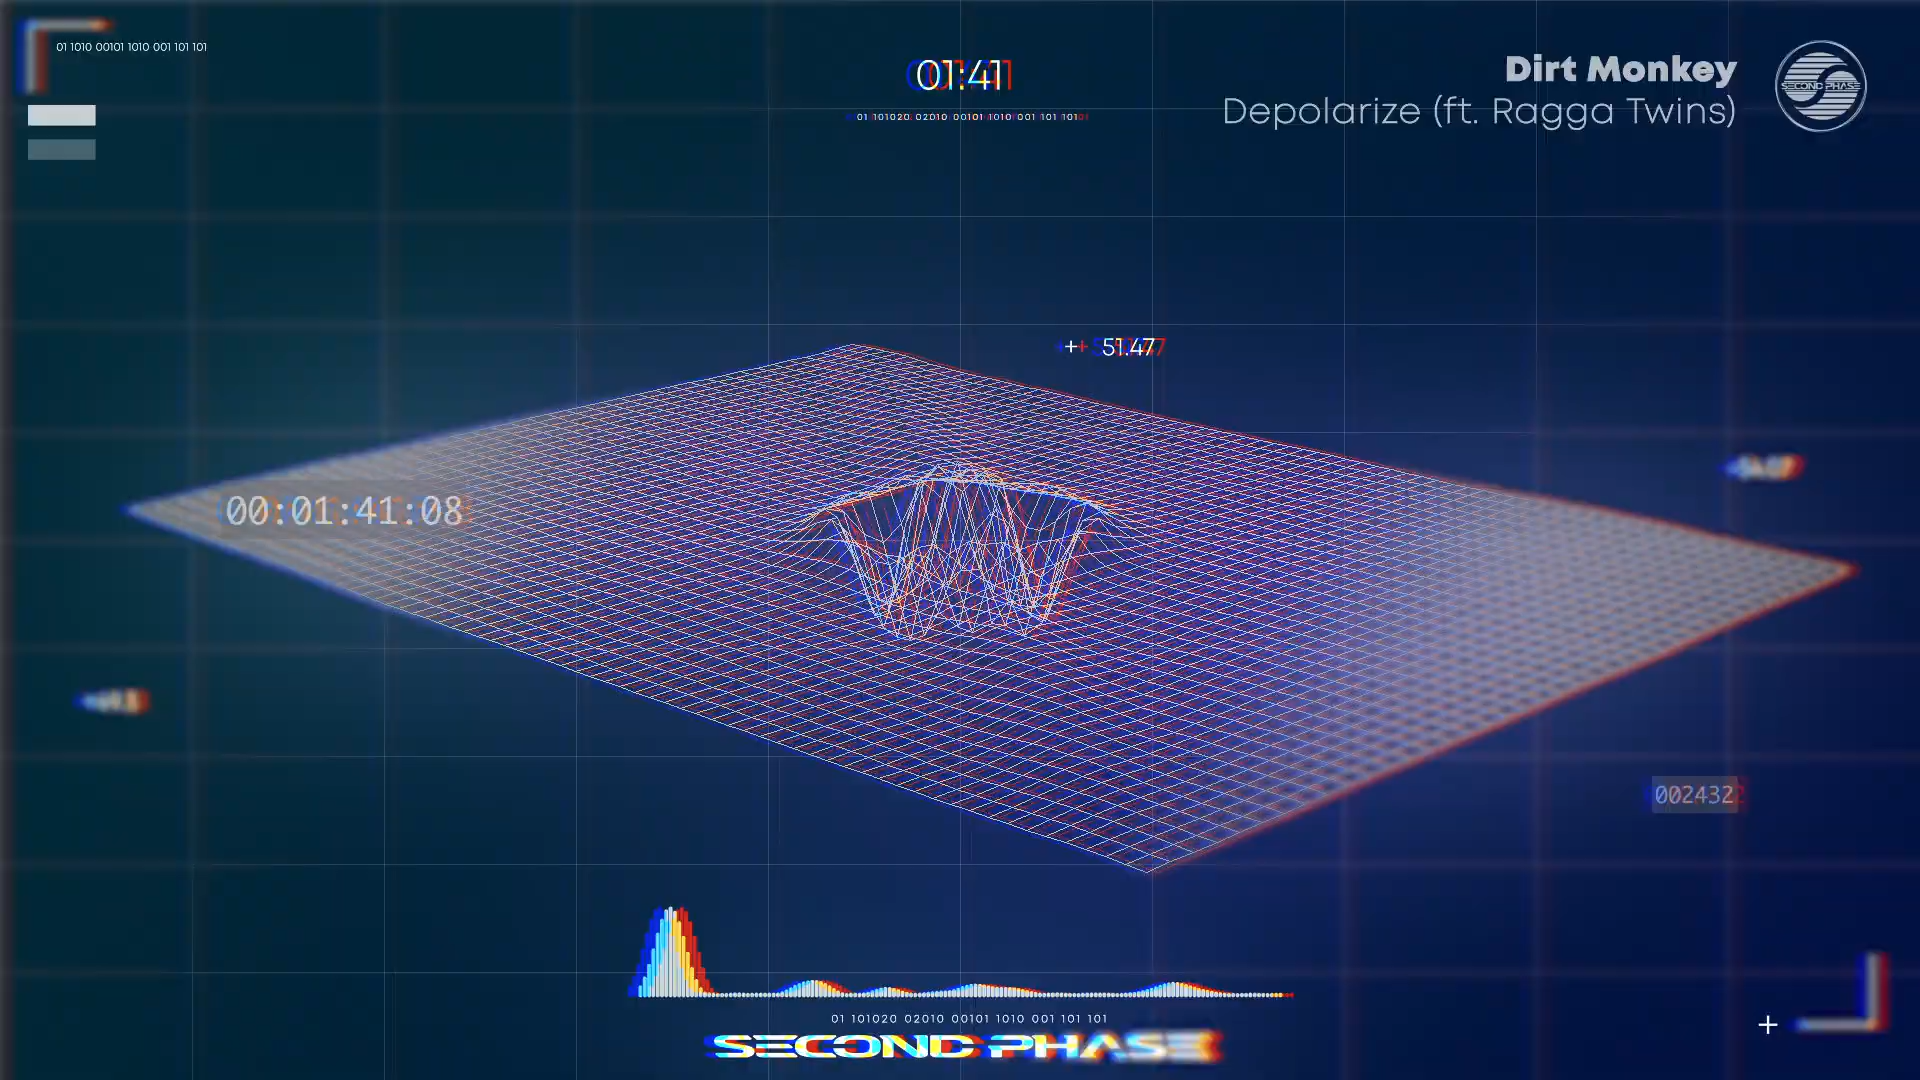 01 1010 00101 1010 001 101 101
01:41
01 101020 02010 00101 1010 001 101 101
Dirt Monkey
Depolarize (ft. Ragga Twins)
SECOND PHASE
+ 51.47
00:01:41:08
002432
01 101020 02010 00101 1010 001 101 101
SECOND PHASE